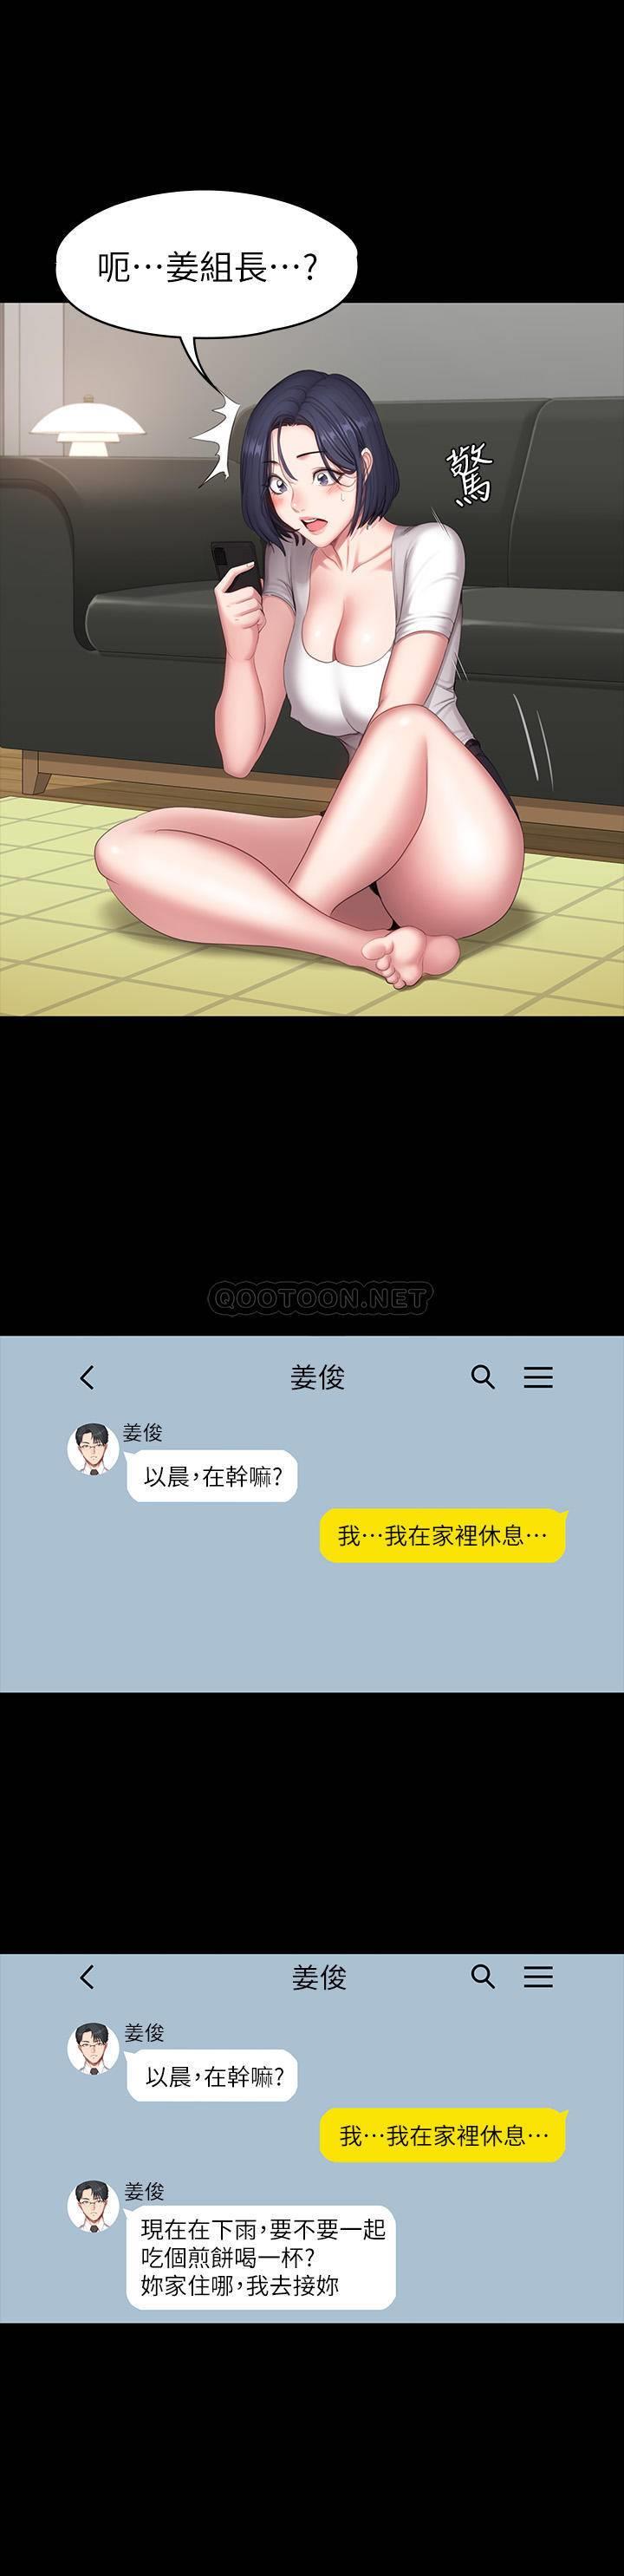 呃…姜組長…?
驚
QOOTOON.NET
姜俊
姜俊
以晨，在幹嘛?
我…我在家裡休息…
姜俊
姜俊
以晨，在幹嘛?
我…我在家裡休息…
姜俊
現在在下雨，要不要一起
吃個煎餅喝一杯?
妳家住哪，我去接妳